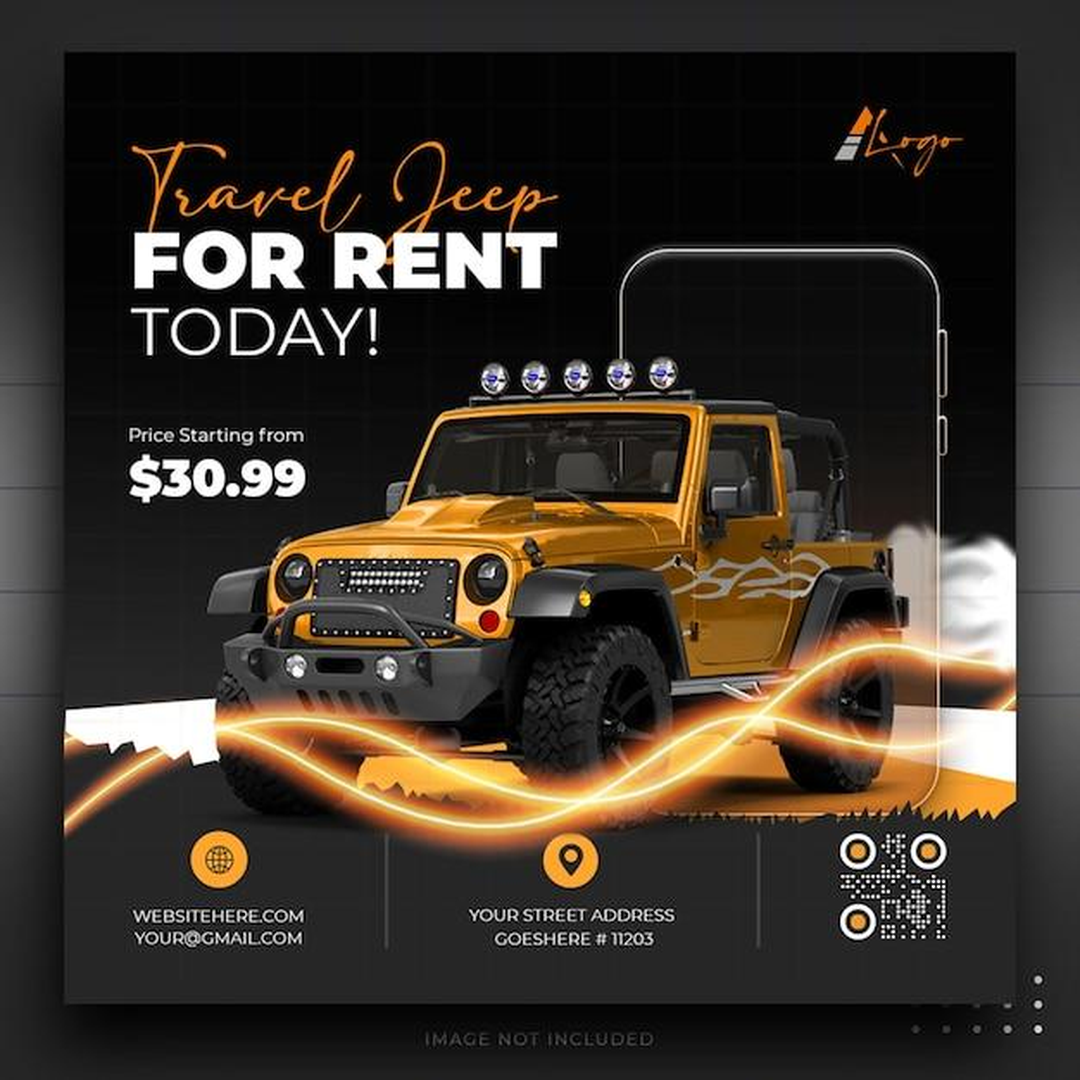 Logo
Travel Jeep
FOR RENT
TODAY!
Price Starting from
$30.99
WEBSITEHERE.COM
YOUR@GMAIL.COM
YOUR STREET ADDRESS
GOESHERE # 11203
IMAGE NOT INCLUDED